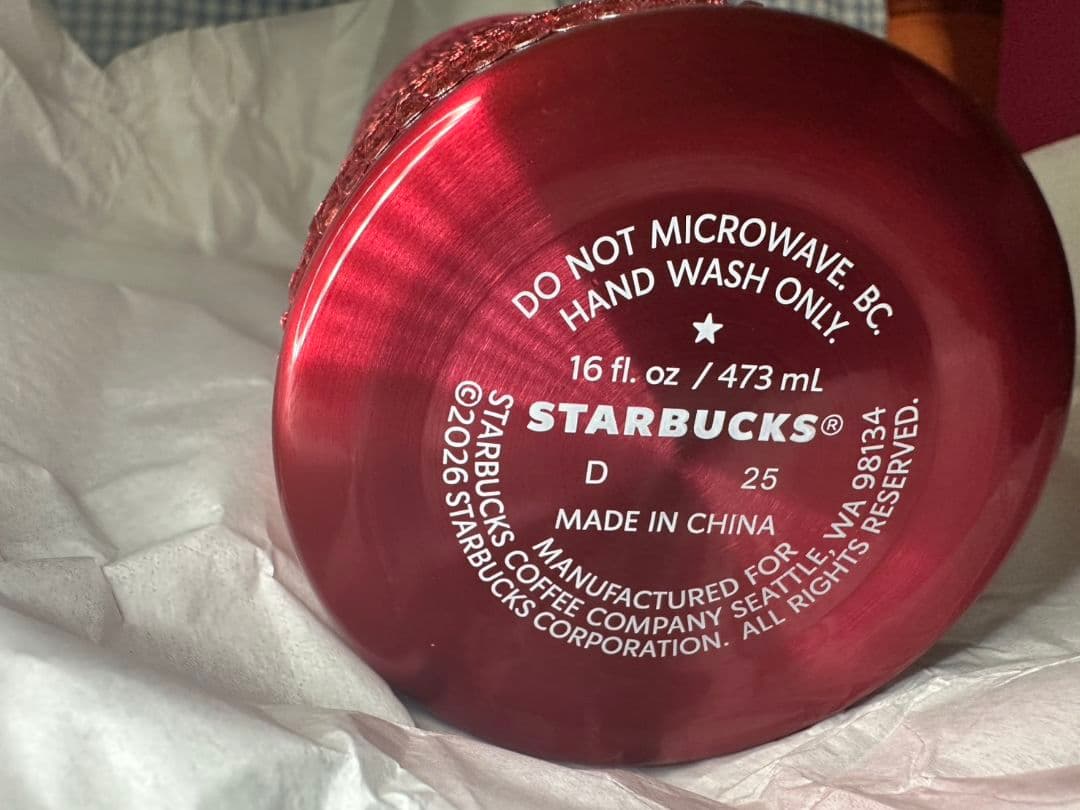 DO NOT MICROWAVE. BC.
HAND WASH ONLY.
16 fl. oz / 473 mL
STARBUCKS®
D 25
MADE IN CHINA
MANUFACTURED FOR
STARBUCKS COFFEE COMPANY SEATTLE, WA 98134
©2026 STARBUCKS CORPORATION. ALL RIGHTS RESERVED.